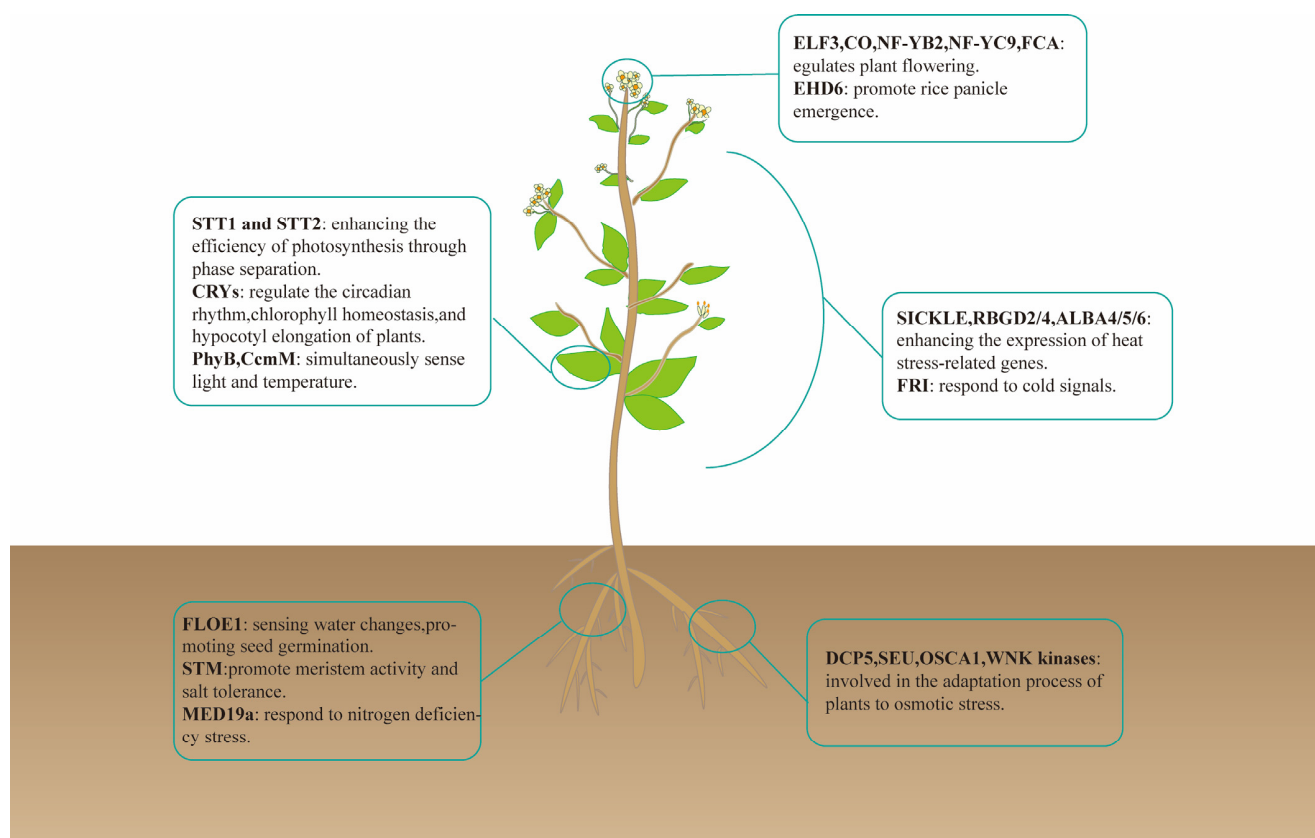 ELF3,CO,NF-YB2,NF-YC9,FCA:
egulates plant flowering.
EHD6: promote rice panicle
emergence.
STT1 and STT2: enhancing the
efficiency of photosynthesis through
phase separation.
CRYs: regulate the circadian
rhythm,chlorophyll homeostasis,and
hypocotyl elongation of plants.
PhyB,CcmM: simultaneously sense
light and temperature.
SICKLE,RBGD2/4,ALBA4/5/6:
enhancing the expression of heat
stress-related genes.
FRI: respond to cold signals.
FLOE1: sensing water changes,pro-
moting seed germination.
STM:promote meristem activity and
salt tolerance.
MED19a: respond to nitrogen deficien-
cy stress.
DCP5,SEU,OSCA1,WNK kinases:
involved in the adaptation process of
plants to osmotic stress.